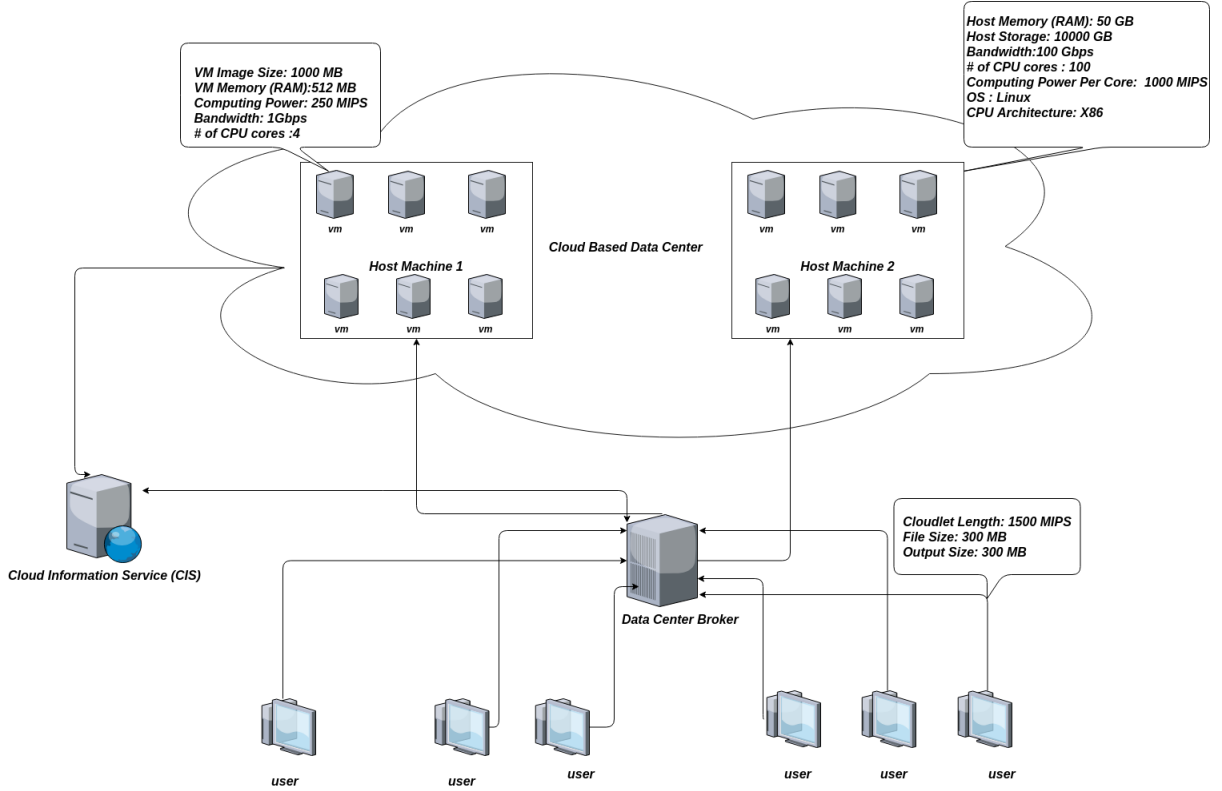 Host Memory (RAM): 50 GB
Host Storage: 10000 GB
Bandwidth:100 Gbps
# of CPU cores : 100
Computing Power Per Core:  1000 MIPS
OS : Linux
CPU Architecture: X86
VM Image Size: 1000 MB
VM Memory (RAM):512 MB
Computing Power: 250 MIPS
Bandwidth: 1Gbps
# of CPU cores :4
vm
vm
vm
vm
vm
vm
Cloud Based Data Center
Host Machine 1
Host Machine 2
vm
vm
vm
vm
vm
vm
Cloudlet Length: 1500 MIPS
File Size: 300 MB
Output Size: 300 MB
Cloud Information Service (CIS)
Data Center Broker
user
user
user
user
user
user